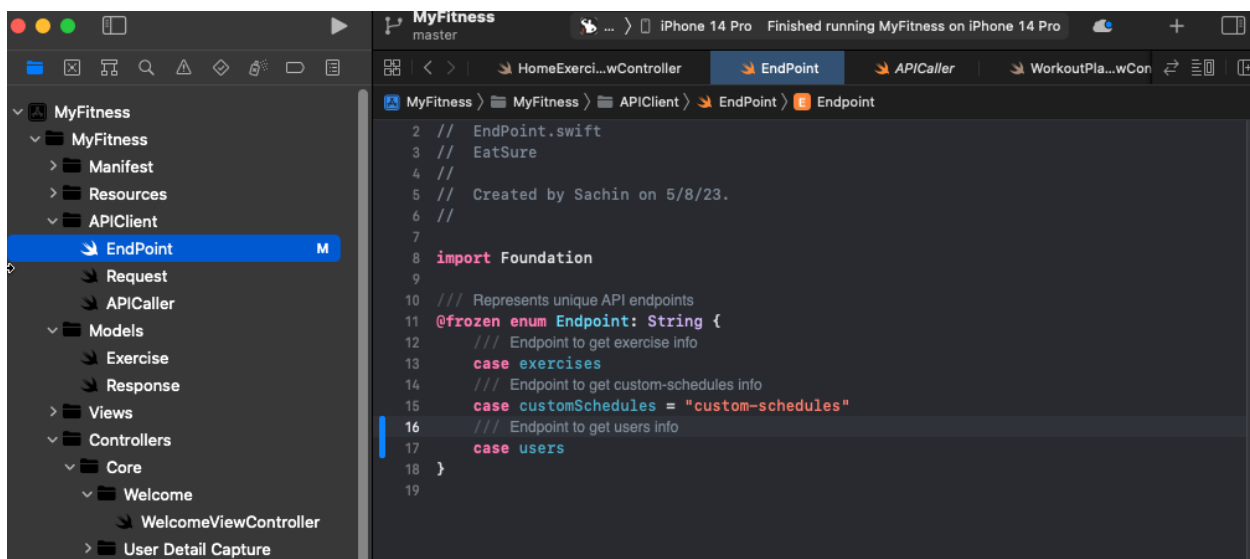 MyFitness
master
... 〉 iPhone 14 Pro Finished running MyFitness on iPhone 14 Pro
HomeExerci...wController
EndPoint
APICaller
WorkoutPla...wCon
MyFitness 〉 MyFitness 〉 APIClient 〉 EndPoint 〉 E Endpoint
MyFitness
MyFitness
Manifest
Resources
APIClient
EndPoint M
Request
APICaller
Models
Exercise
Response
Views
Controllers
Core
Welcome
WelcomeViewController
User Detail Capture
2 // EndPoint.swift
3 // EatSure
4 //
5 // Created by Sachin on 5/8/23.
6 //
7
8 import Foundation
9
10 /// Represents unique API endpoints
11 @frozen enum Endpoint: String {
12 /// Endpoint to get exercise info
13 case exercises
14 /// Endpoint to get custom-schedules info
15 case customSchedules = "custom-schedules"
16 /// Endpoint to get users info
17 case users
18 }
19